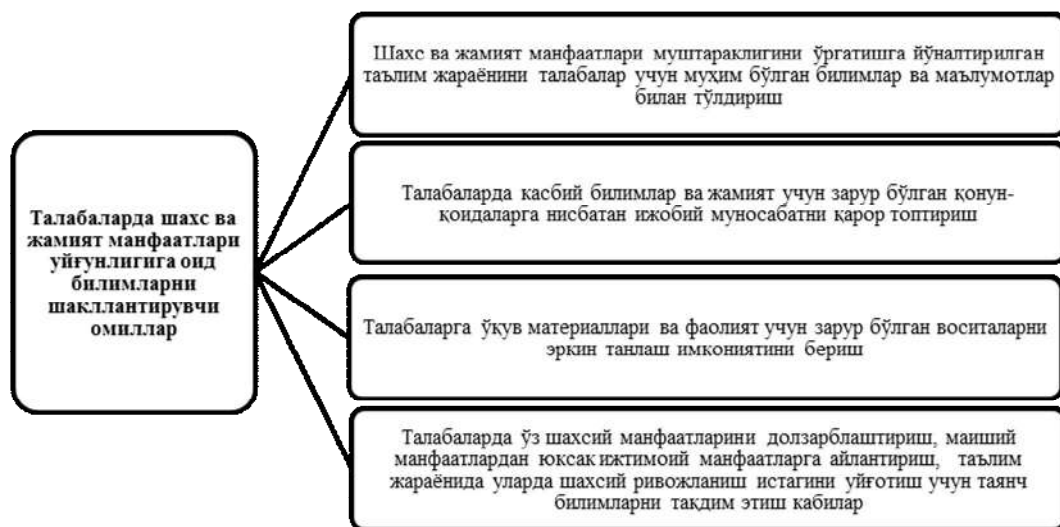 Талабаларда шахс ва
жамият манфаатлари
уйғунлигига оид
билимларни
шакллантирувчи
омиллар
Шахс ва жамият манфаатлари муштараклигини ўргатишга йўналтирилган
таълим жараёнини талабалар учун муҳим бўлган билимлар ва маълумотлар
билан тўлдириш
Талабаларда касбий билимлар ва жамият учун зарур бўлган қонун-
қоидаларга нисбатан ижобий муносабатни қарор топтириш
Талабаларга ўқув материаллари ва фаолият учун зарур бўлган воситаларни
эркин танлаш имкониятини бериш
Талабаларда ўз шахсий манфаатларини долзарблаштириш, маиший
манфаатлардан юксак ижтимоий манфаатларга айлантириш, таълим
жараёнида уларда шахсий ривожланиш истагини уйғотиш учун таянч
билимларни тақдим этиш кабилар